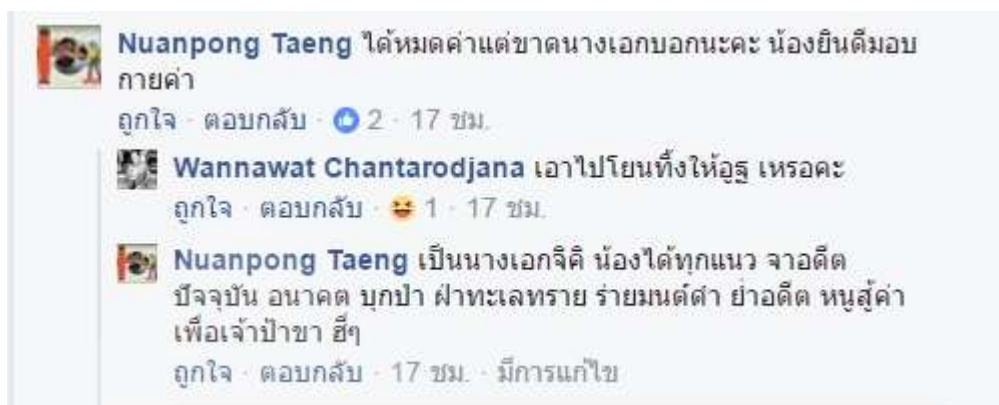 Nuanpong Taeng ได้หมดค่าแต่ขาดนางเอกบอกนะคะ น้องยินดีมอบ
กายค่า
ถูกใจ · ตอบกลับ · 2 · 17 ชม.
Wannawat Chantarodjana เอาไปโยนทิ้งให้อูฐ เหรอคะ
ถูกใจ · ตอบกลับ · 1 · 17 ชม.
Nuanpong Taeng เป็นนางเอกจิคิ น้องได้ทุกแนว จาอดีต
ปัจจุบัน อนาคต บุกป่า ฝ่าทะเลทราย ร่ายมนต์ดำ ย่ำอดีต หนูสู้ค่า
เพื่อเจ้าป้าขา ฮี่ๆ
ถูกใจ · ตอบกลับ · 17 ชม. · มีการแก้ไข